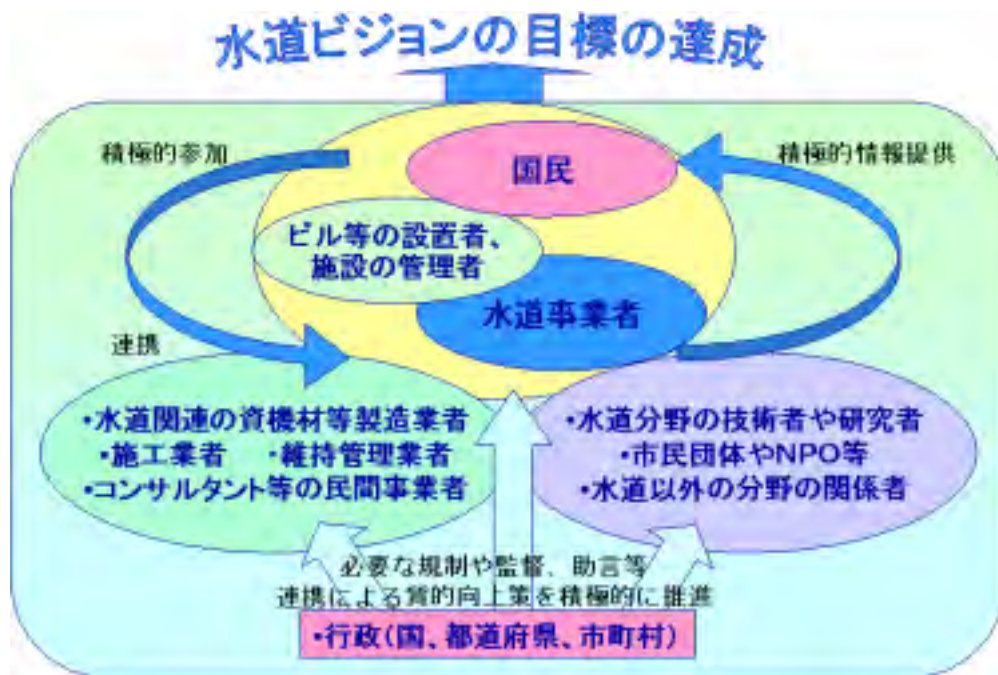 水道ビジョンの目標の達成
積極的参加
積極的情報提供
国民
ビル等の設置者、
施設の管理者
水道事業者
連携
・水道関連の資機材等製造業者
・施工業者 ・維持管理業者
・コンサルタント等の民間事業者
・水道分野の技術者や研究者
・市民団体やNPO等
・水道以外の分野の関係者
必要な規制や監督、助言等
連携による質的向上策を積極的に推進
・行政(国、都道府県、市町村)